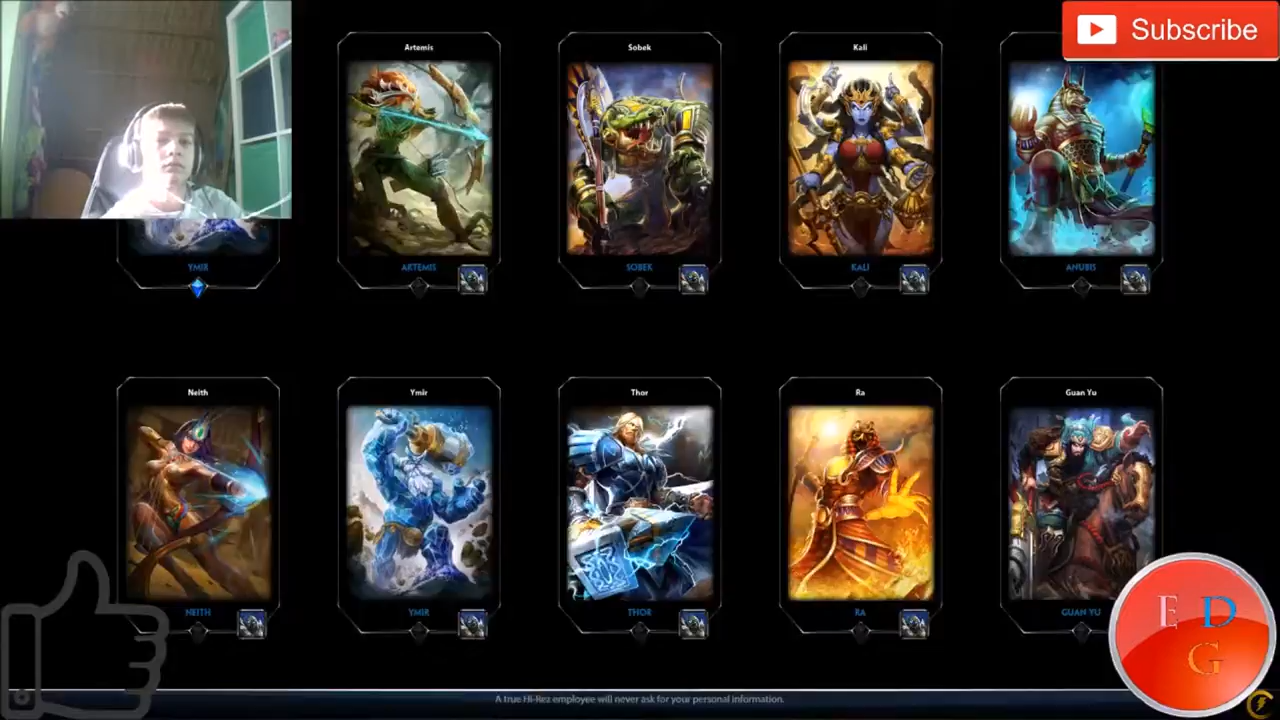 Subscribe
Artemis
Sobek
Kali
YMIR
ARTEMIS
SOBEK
KALI
ANUBIS
Neith
Ymir
Thor
Ra
Guan Yu
NEITH
YMIR
THOR
RA
GUAN YU
E D
G
A true Hi-Rez employee will never ask for your personal information.